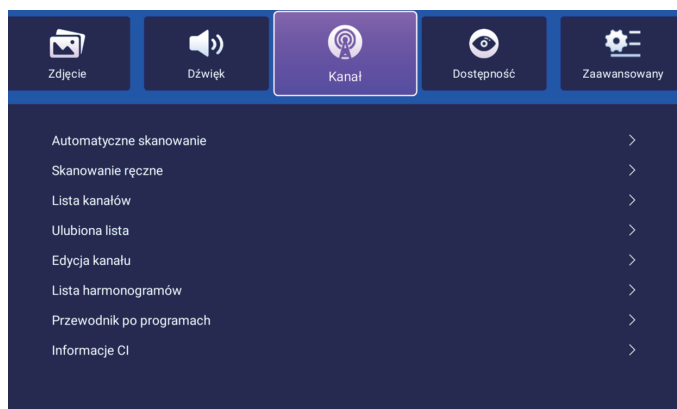 Zdjęcie Dźwięk Kanał Dostępność Zaawansowany
Automatyczne skanowanie
Skanowanie ręczne
Lista kanałów
Ulubiona lista
Edycja kanału
Lista harmonogramów
Przewodnik po programach
Informacje CI